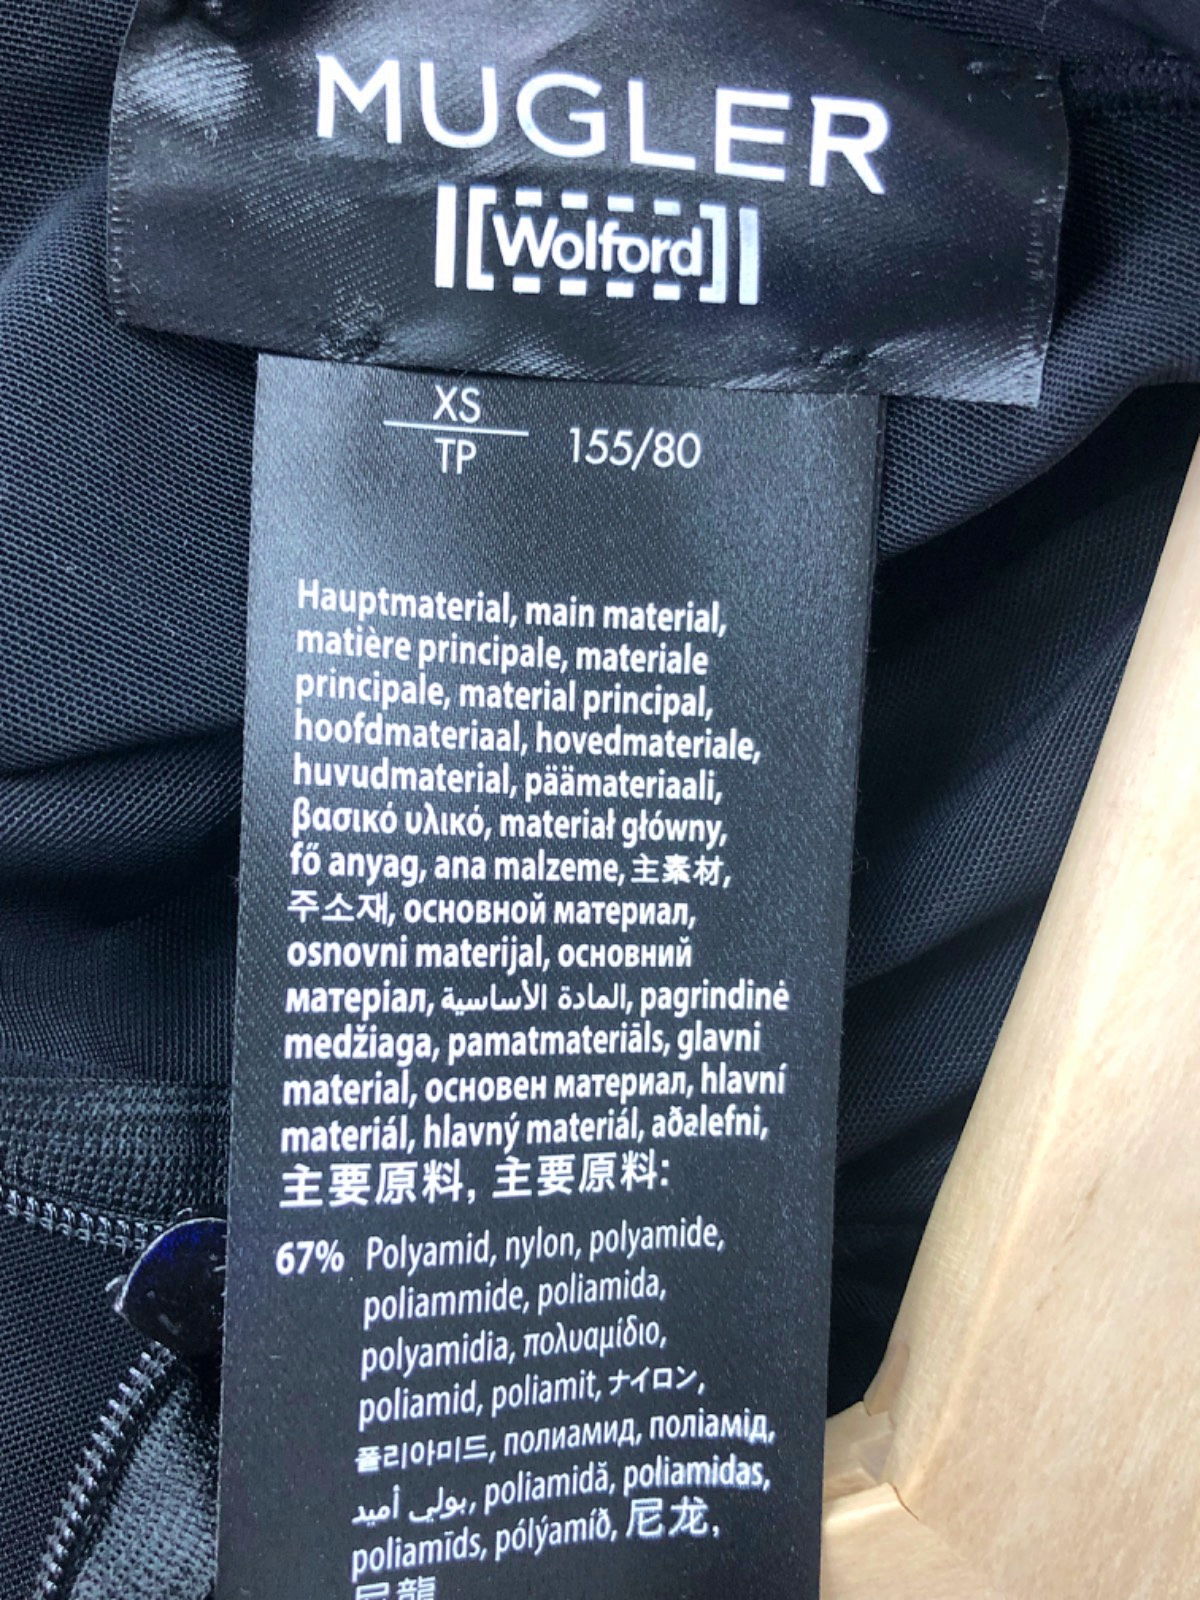 MUGLER
Wolford
XS
TP
155/80
Hauptmaterial, main material,
matière principale, materiale
principale, material principal,
hoofdmateriaal, hovedmateriale,
huvudmaterial, päämateriaali,
βασικό υλικό, materiał główny,
fő anyag, ana malzeme, 主素材,
주소재, основной материал,
osnovni materijal, основний
матеріал, المادة الأساسية, pagrindinė
medžiaga, pamatmateriāls, glavni
material, основен материал, hlavní
materiál, hlavný materiál, aðalefni,
主要原料, 主要原料:
67% Polyamid, nylon, polyamide,
poliammide, poliamida,
polyamidia, πολυαμίδιο,
poliamid, poliamit, ナイロン,
폴리아미드, полиамид, поліамід,
بولي أميد, poliamidă, poliamidas,
poliamīds, pólýamíð, 尼龙,
尼龍